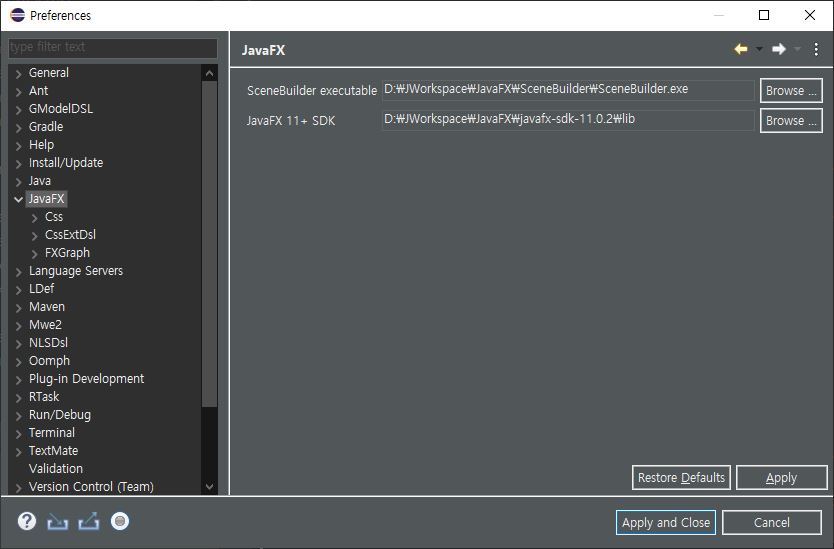 Preferences
type filter text
General
Ant
GModelDSL
Gradle
Help
Install/Update
Java
JavaFX
Css
CssExtDsl
FXGraph
Language Servers
LDef
Maven
Mwe2
NLSDsl
Oomph
Plug-in Development
RTask
Run/Debug
Terminal
TextMate
Validation
Version Control (Team)
JavaFX
SceneBuilder executable D:₩JWorkspace₩JavaFX₩SceneBuilder₩SceneBuilder.exe Browse ...
JavaFX 11+ SDK D:₩JWorkspace₩JavaFX₩javafx-sdk-11.0.2₩lib Browse ...
Restore Defaults Apply
? Apply and Close Cancel